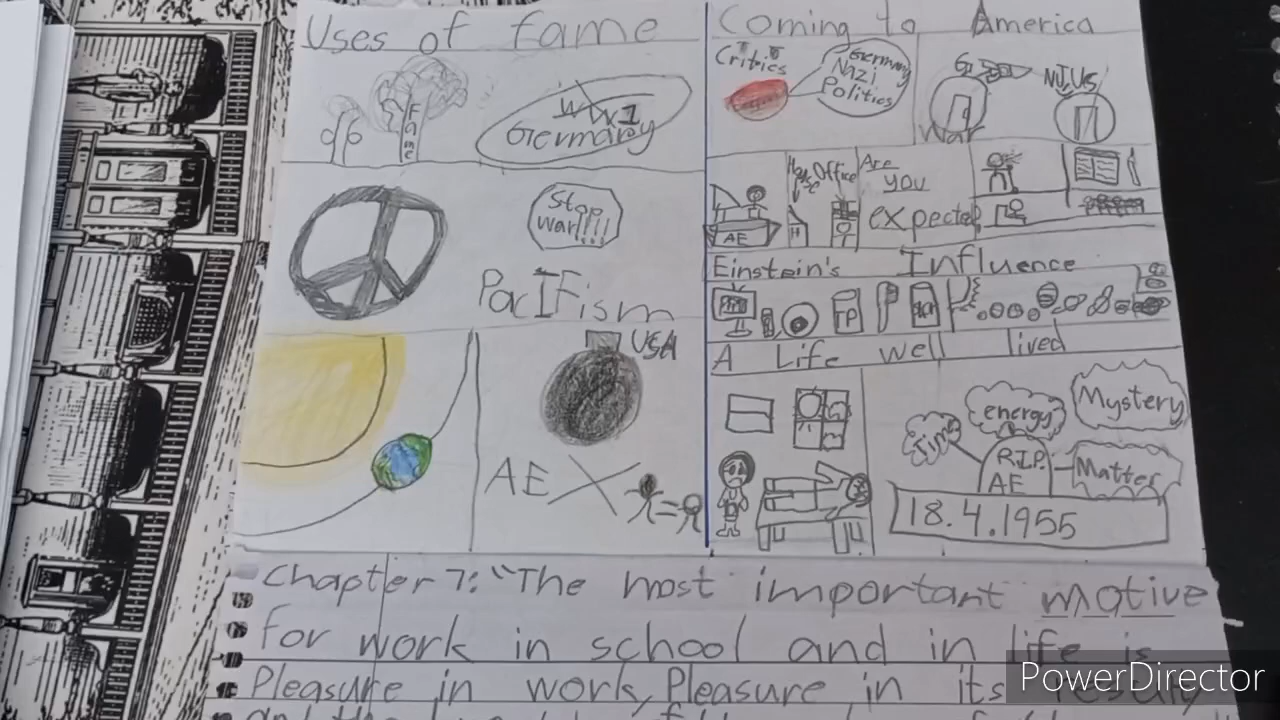 Uses of fame
Fame
WW1
Germany
Stop
war!!!!
PacIFism
USA
AE
Coming to America
Critics
Germany
Nazi
Politics
War
NJ, US
AE
House
Office
H
Are
you
expected?
Einstein's Influence
A Life well lived
Time
energy
Mystery
R.I.P.
AE
Matter
18.4.1955
Chapter 7: "The most important motive
for work in school and in life is
Pleasure in work, Pleasure in its
PowerDirector